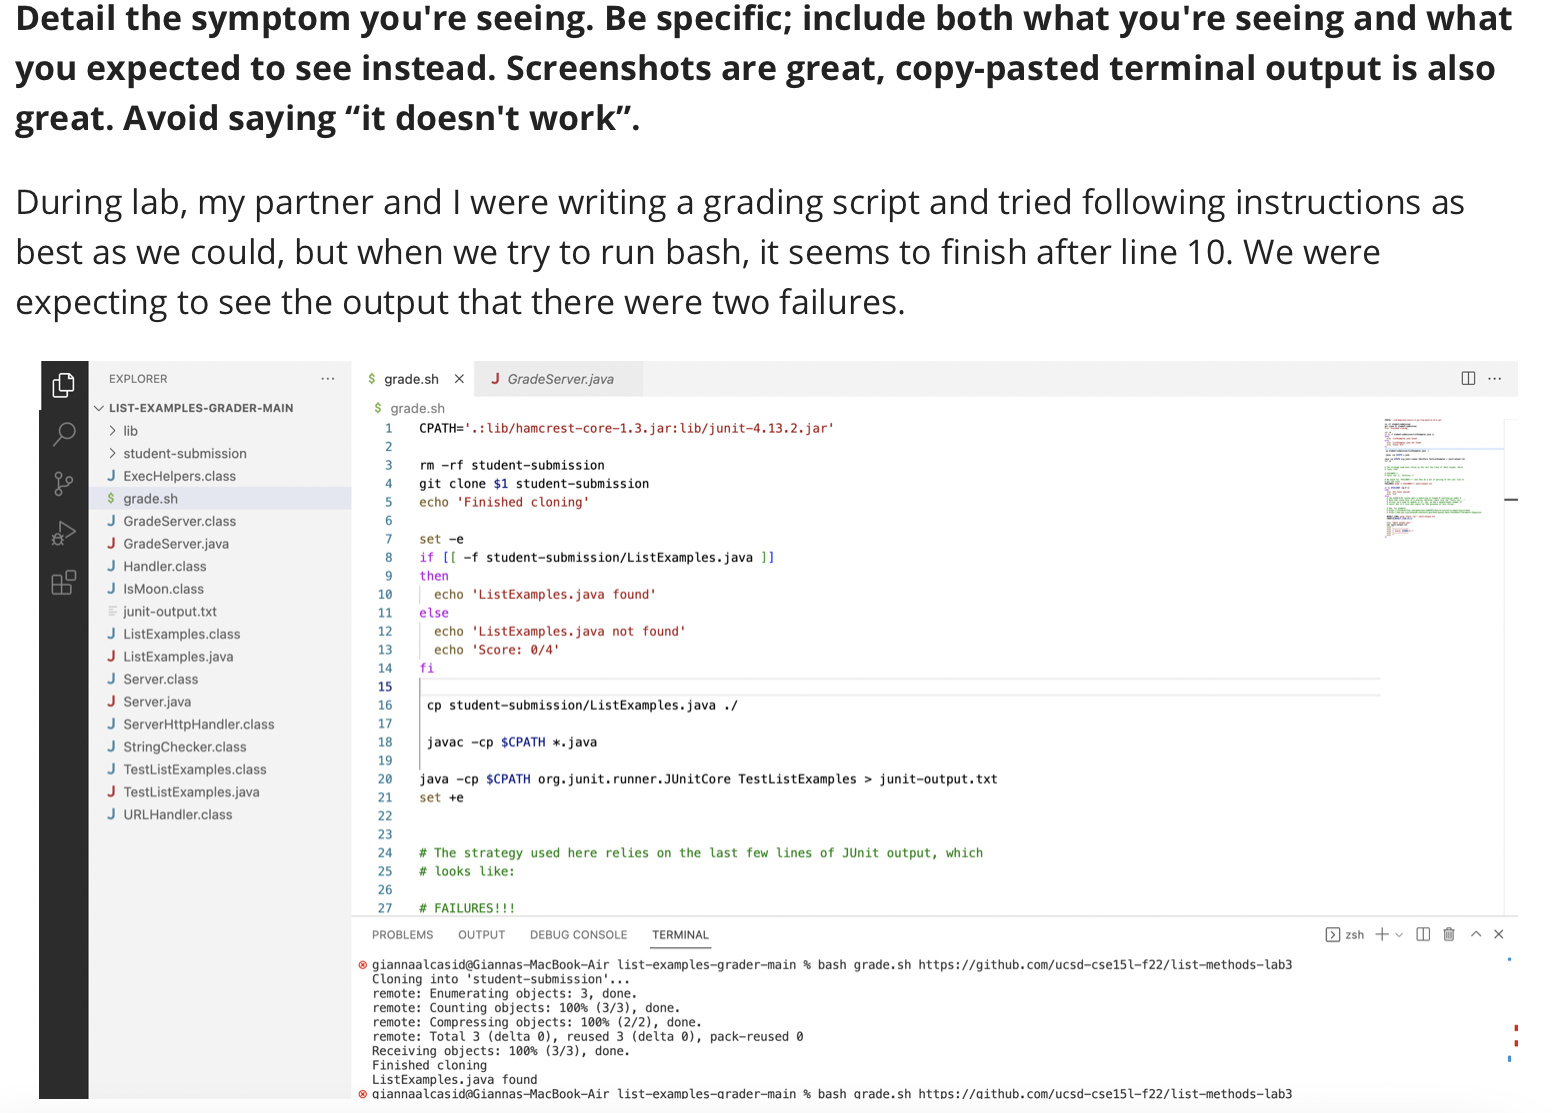 Detail the symptom you're seeing. Be specific; include both what you're seeing and what
you expected to see instead. Screenshots are great, copy-pasted terminal output is also
great. Avoid saying “it doesn't work”.
During lab, my partner and I were writing a grading script and tried following instructions as
best as we could, but when we try to run bash, it seems to finish after line 10. We were
expecting to see the output that there were two failures.
EXPLORER ···
LIST-EXAMPLES-GRADER-MAIN
> lib
> student-submission
J ExecHelpers.class
$ grade.sh
J GradeServer.class
J GradeServer.java
J Handler.class
J IsMoon.class
junit-output.txt
J ListExamples.class
J ListExamples.java
J Server.class
J Server.java
J ServerHttpHandler.class
J StringChecker.class
J TestListExamples.class
J TestListExamples.java
J URLHandler.class
$ grade.sh × J GradeServer.java ···
$ grade.sh
1 CPATH='.:lib/hamcrest-core-1.3.jar:lib/junit-4.13.2.jar'
2
3 rm -rf student-submission
4 git clone $1 student-submission
5 echo 'Finished cloning'
6
7 set -e
8 if [[ -f student-submission/ListExamples.java ]]
9 then
10 echo 'ListExamples.java found'
11 else
12 echo 'ListExamples.java not found'
13 echo 'Score: 0/4'
14 fi
15
16 cp student-submission/ListExamples.java ./
17
18 javac -cp $CPATH *.java
19
20 java -cp $CPATH org.junit.runner.JUnitCore TestListExamples > junit-output.txt
21 set +e
22
23
24 # The strategy used here relies on the last few lines of JUnit output, which
25 # looks like:
26
27 # FAILURES!!!
PROBLEMS OUTPUT DEBUG CONSOLE TERMINAL zsh
giannaalcasid@Giannas-MacBook-Air list-examples-grader-main % bash grade.sh https://github.com/ucsd-cse15l-f22/list-methods-lab3
Cloning into 'student-submission'...
remote: Enumerating objects: 3, done.
remote: Counting objects: 100% (3/3), done.
remote: Compressing objects: 100% (2/2), done.
remote: Total 3 (delta 0), reused 3 (delta 0), pack-reused 0
Receiving objects: 100% (3/3), done.
Finished cloning
ListExamples.java found
giannaalcasid@Giannas-MacBook-Air list-examples-grader-main % bash grade.sh https://github.com/ucsd-cse15l-f22/list-methods-lab3